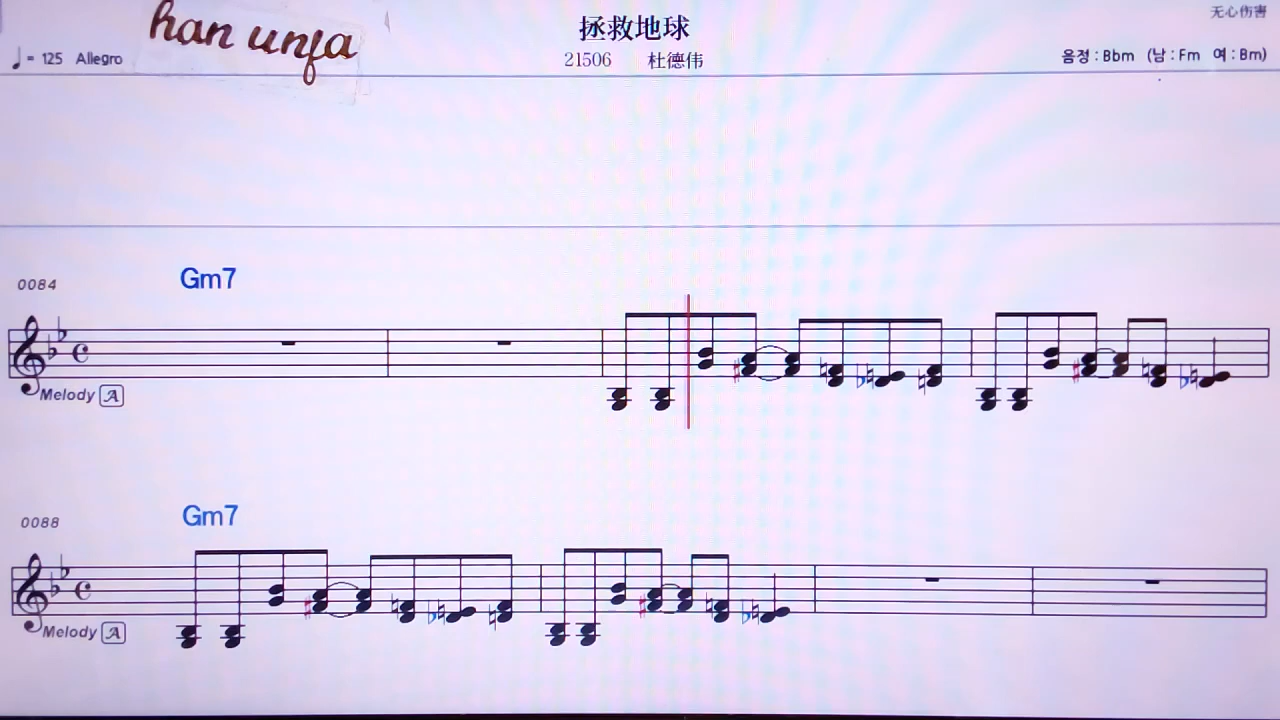 han unfa
拯救地球
无心伤害
♩= 125 Allegro
21506 杜德伟
음정 : Bbm (남 : Fm 여 : Bm)
0084
Gm7
Melody A
0088
Gm7
Melody A